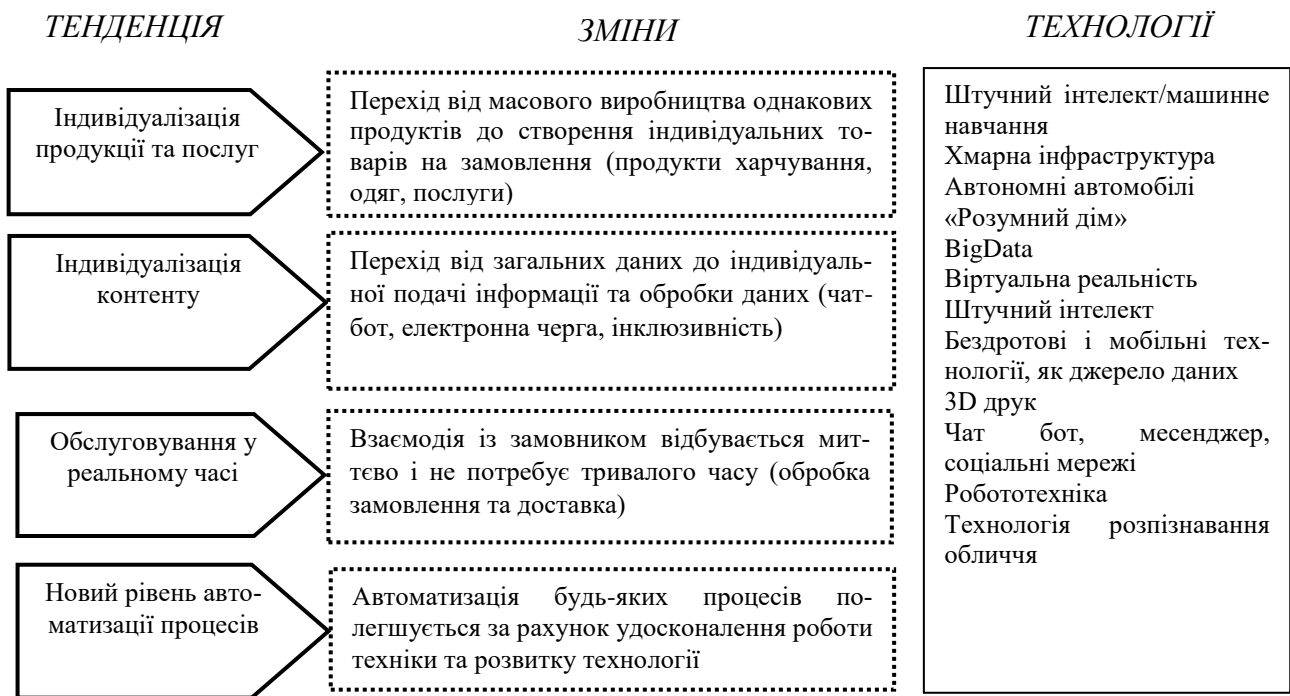 ТЕНДЕНЦІЯ
ЗМІНИ
ТЕХНОЛОГІЇ
Індивідуалізація
продукції та послуг
Перехід від масового виробництва однакових
продуктів до створення індивідуальних то-
варів на замовлення (продукти харчування,
одяг, послуги)
Індивідуалізація
контенту
Перехід від загальних даних до індивідуаль-
ної подачі інформації та обробки даних (чат-
бот, електронна черга, інклюзивність)
Обслуговування у
реальному часі
Взаємодія із замовником відбувається мит-
тєво і не потребує тривалого часу (обробка
замовлення та доставка)
Новий рівень авто-
матизації процесів
Автоматизація будь-яких процесів по-
легшується за рахунок удосконалення роботи
техніки та розвитку технології
Штучний інтелект/машинне
навчання
Хмарна інфраструктура
Автономні автомобілі
«Розумний дім»
BigData
Віртуальна реальність
Штучний інтелект
Бездротові і мобільні тех-
нології, як джерело даних
3D друк
Чат бот, месенджер,
соціальні мережі
Робототехніка
Технологія розпізнавання
обличчя